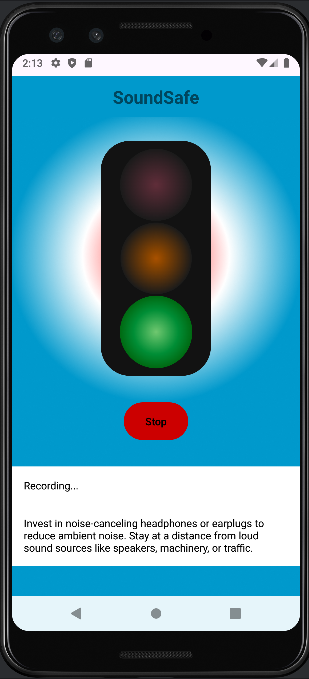 2:13
SoundSafe
Stop
Recording...
Invest in noise-canceling headphones or earplugs to
reduce ambient noise. Stay at a distance from loud
sound sources like speakers, machinery, or traffic.